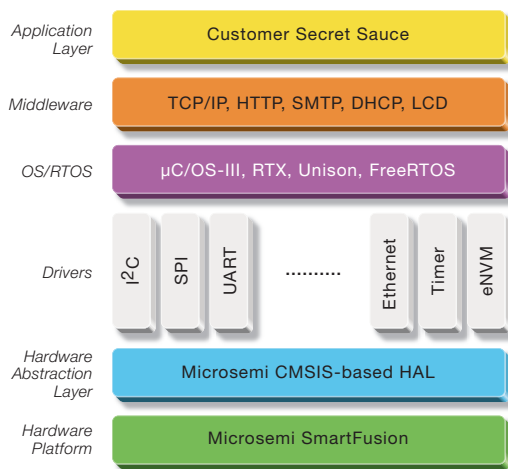 Application
Layer
Customer Secret Sauce
Middleware
TCP/IP, HTTP, SMTP, DHCP, LCD
OS/RTOS
µC/OS-III, RTX, Unison, FreeRTOS
Drivers
I²C
SPI
UART
..........
Ethernet
Timer
eNVM
Hardware
Abstraction
Layer
Microsemi CMSIS-based HAL
Hardware
Platform
Microsemi SmartFusion